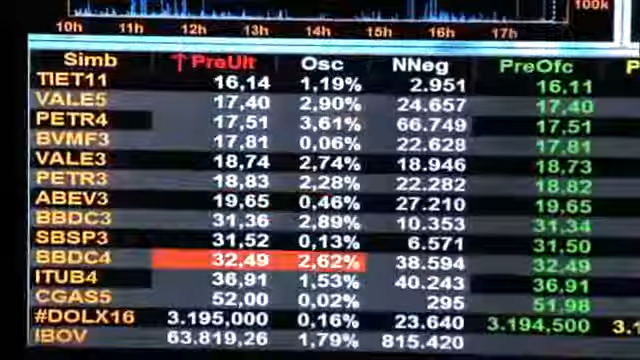 100k
10h 11h 12h 13h 14h 15h 16h 17h
Simb ↑PreUlt Osc NNeg PreOfc P
TIET11 16,14 1,19% 2.951 16,11
VALE5 17,40 2,90% 24.657 17,40
PETR4 17,51 3,61% 66.749 17,51
BVMF3 17,81 0,06% 22.628 17,81
VALE3 18,74 2,74% 18.946 18,73
PETR3 18,83 2,28% 22.282 18,82
ABEV3 19,65 0,46% 27.210 19,65
BBDC3 31,36 2,89% 10.353 31,34
SBSP3 31,52 0,13% 6.571 31,50
BBDC4 32,49 2,62% 38.594 32,49
ITUB4 36,91 1,53% 40.243 36,91
CGAS5 52,00 0,02% 295 51,98
#DOLX16 3.195,000 0,16% 23.640 3.194,500 3.1
IBOV 63.819,26 1,79% 815.420